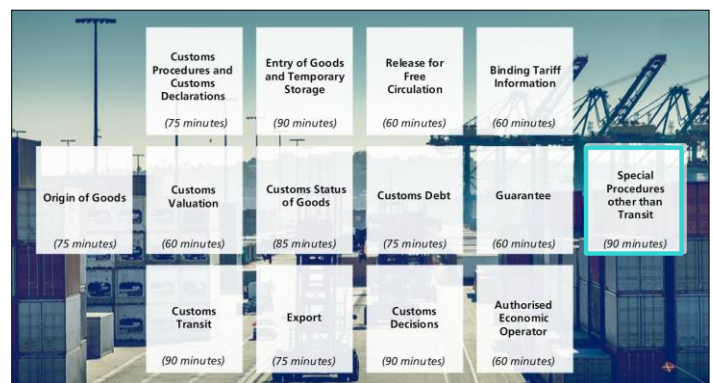 Customs
Procedures and
Customs
Declarations
(75 minutes)
Entry of Goods
and Temporary
Storage
(90 minutes)
Release for
Free
Circulation
(60 minutes)
Binding Tariff
Information
(60 minutes)
Origin of Goods
(75 minutes)
Customs
Valuation
(60 minutes)
Customs Status
of Goods
(85 minutes)
Customs Debt
(75 minutes)
Guarantee
(60 minutes)
Special
Procedures
other than
Transit
(90 minutes)
Customs
Transit
(90 minutes)
Export
(75 minutes)
Customs
Decisions
(90 minutes)
Authorised
Economic
Operator
(60 minutes)